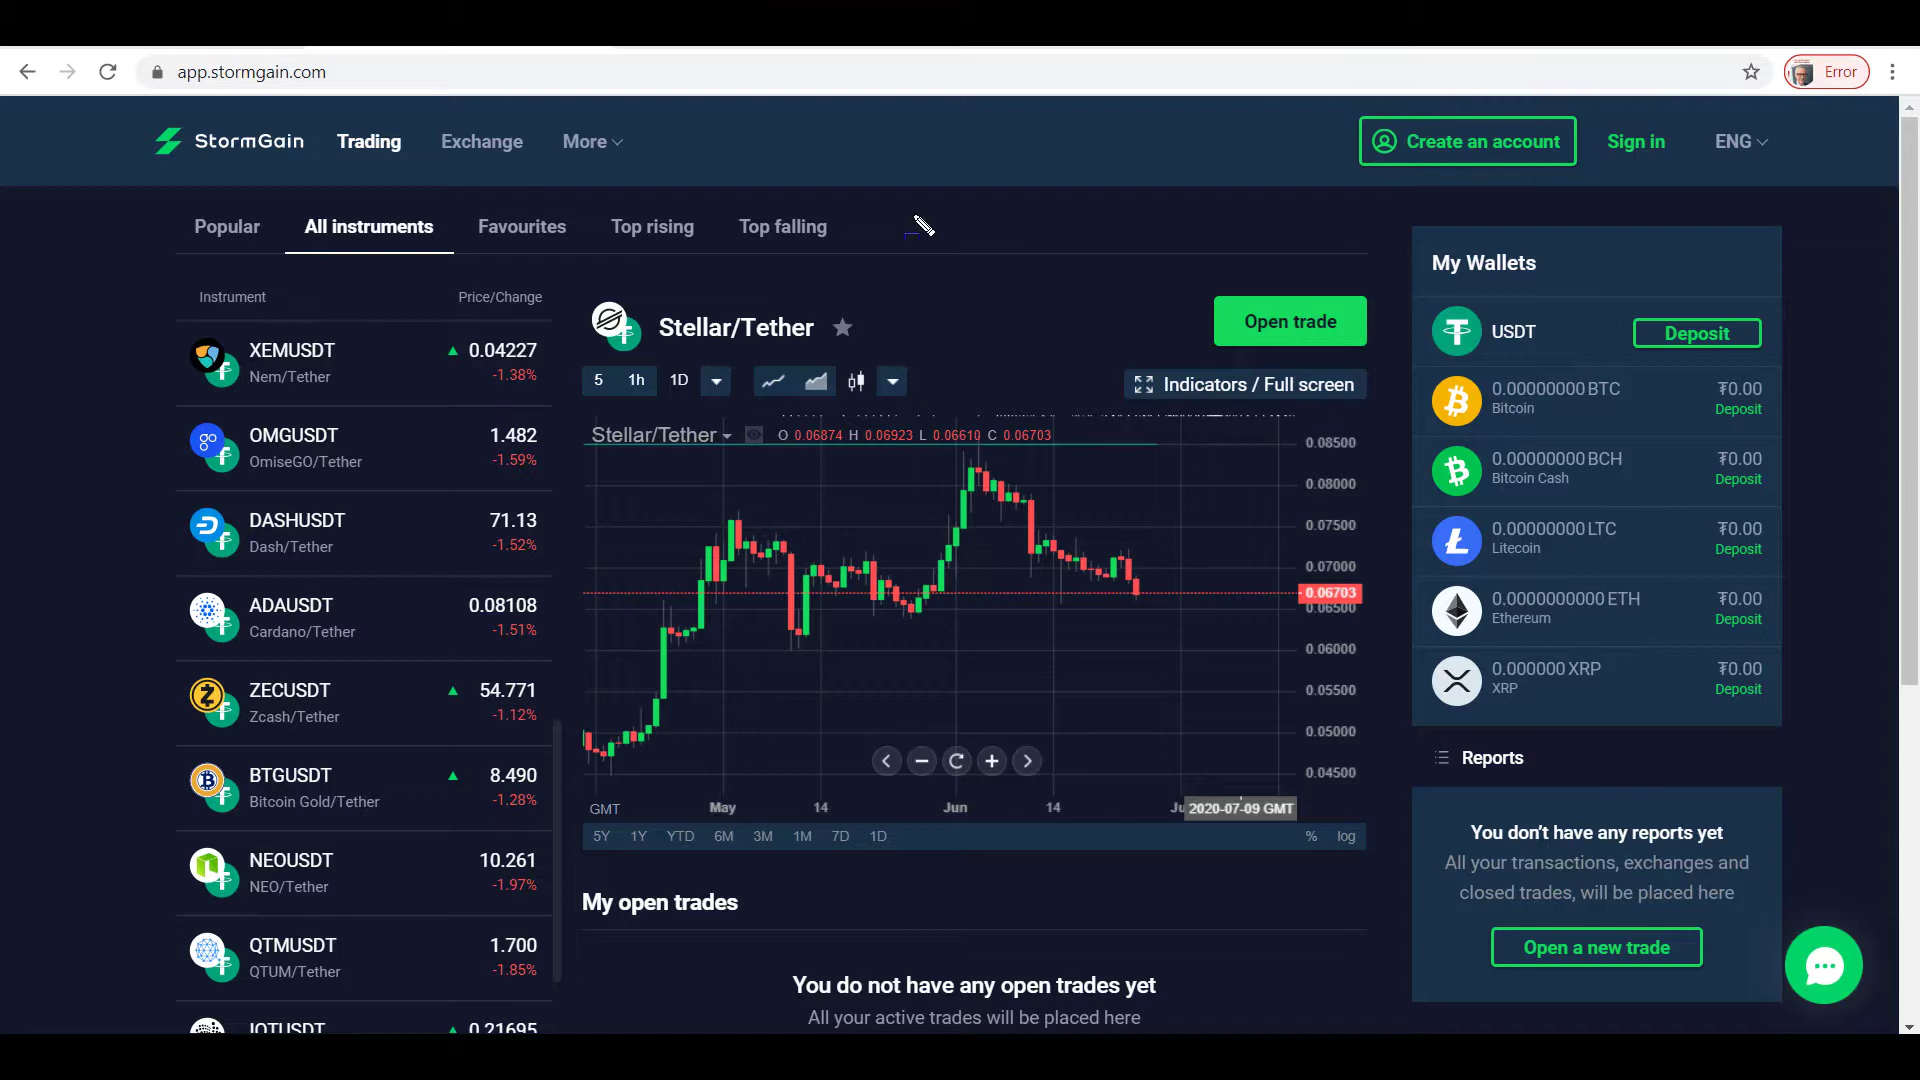 app.stormgain.com
Error
StormGain Trading Exchange More Create an account Sign in ENG
Popular All instruments Favourites Top rising Top falling
Instrument Price/Change
XEMUSDT 0.04227
Nem/Tether -1.38%
OMGUSDT 1.482
OmiseGO/Tether -1.59%
DASHUSDT 71.13
Dash/Tether -1.52%
ADAUSDT 0.08108
Cardano/Tether -1.51%
ZECUSDT 54.771
Zcash/Tether -1.12%
BTGUSDT 8.490
Bitcoin Gold/Tether -1.28%
NEOUSDT 10.261
NEO/Tether -1.97%
QTMUSDT 1.700
QTUM/Tether -1.85%
IOTUSDT 0.21695
Stellar/Tether Open trade
5 1h 1D Indicators / Full screen
Stellar/Tether O 0.06874 H 0.06923 L 0.06610 C 0.06703
0.08500
0.08000
0.07500
0.07000
0.06703
0.06500
0.06000
0.05500
0.05000
0.04500
GMT May 14 Jun 14 Ju 2020-07-09 GMT
5Y 1Y YTD 6M 3M 1M 7D 1D % log
My open trades
You do not have any open trades yet
All your active trades will be placed here
My Wallets
USDT Deposit
0.00000000 BTC ₮0.00
Bitcoin Deposit
0.00000000 BCH ₮0.00
Bitcoin Cash Deposit
0.00000000 LTC ₮0.00
Litecoin Deposit
0.0000000000 ETH ₮0.00
Ethereum Deposit
0.000000 XRP ₮0.00
XRP Deposit
Reports
You don't have any reports yet
All your transactions, exchanges and
closed trades, will be placed here
Open a new trade